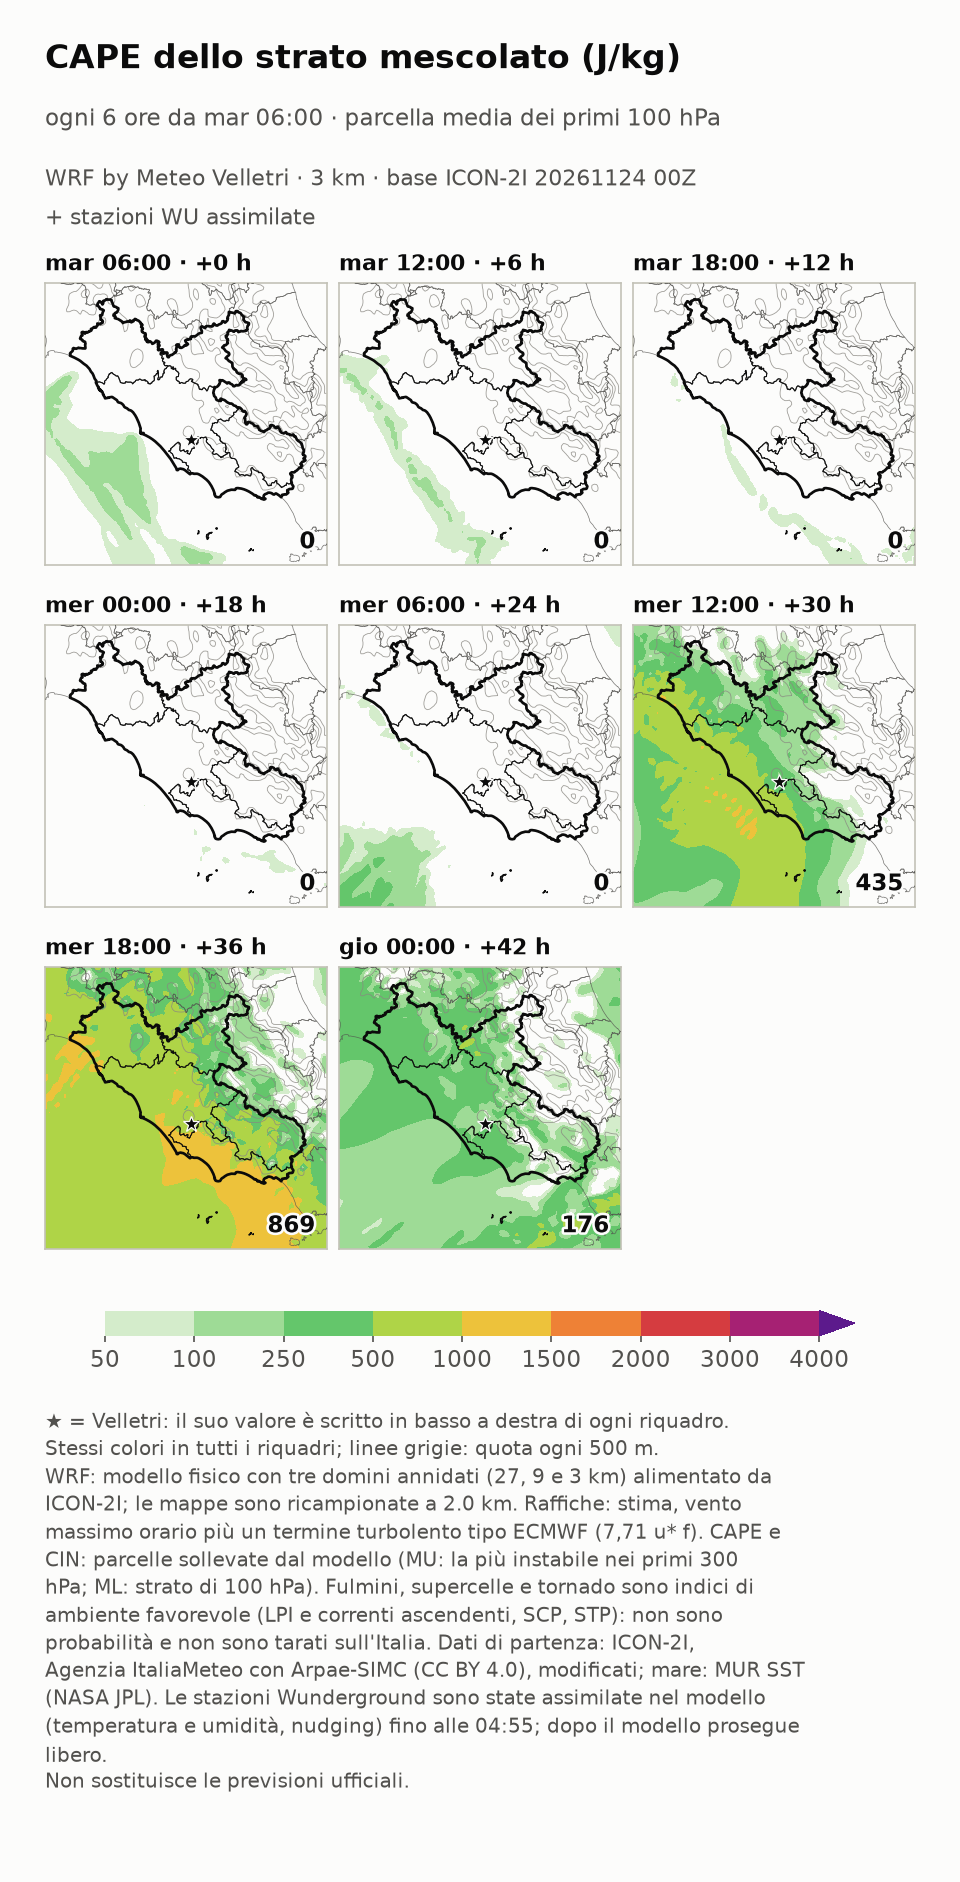 CAPE dello strato mescolato (J/kg)
ogni 6 ore da mar 06:00 · parcella media dei primi 100 hPa
WRF by Meteo Velletri · 3 km · base ICON-2I 20261124 00Z
+ stazioni WU assimilate
mar 06:00 · +0 h
mar 12:00 · +6 h
mar 18:00 · +12 h
0
0
0
mer 00:00 · +18 h
mer 06:00 · +24 h
mer 12:00 · +30 h
0
0
435
mer 18:00 · +36 h
gio 00:00 · +42 h
869
176
50 100 250 500 1000 1500 2000 3000 4000
★ = Velletri: il suo valore è scritto in basso a destra di ogni riquadro.
Stessi colori in tutti i riquadri; linee grigie: quota ogni 500 m.
WRF: modello fisico con tre domini annidati (27, 9 e 3 km) alimentato da
ICON-2I; le mappe sono ricampionate a 2.0 km. Raffiche: stima, vento
massimo orario più un termine turbolento tipo ECMWF (7,71 u* f). CAPE e
CIN: parcelle sollevate dal modello (MU: la più instabile nei primi 300
hPa; ML: strato di 100 hPa). Fulmini, supercelle e tornado sono indici di
ambiente favorevole (LPI e correnti ascendenti, SCP, STP): non sono
probabilità e non sono tarati sull'Italia. Dati di partenza: ICON-2I,
Agenzia ItaliaMeteo con Arpae-SIMC (CC BY 4.0), modificati; mare: MUR SST
(NASA JPL). Le stazioni Wunderground sono state assimilate nel modello
(temperatura e umidità, nudging) fino alle 04:55; dopo il modello prosegue
libero.
Non sostituisce le previsioni ufficiali.